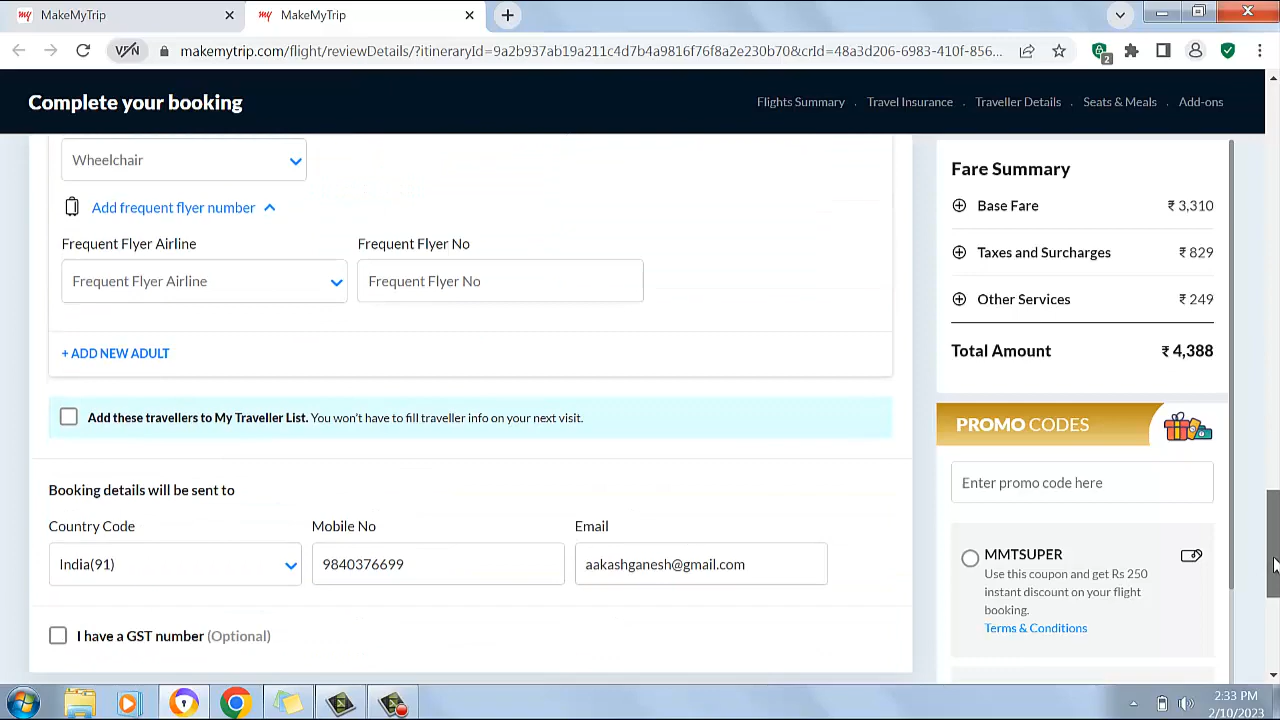 MakeMyTrip
MakeMyTrip
VPN
makemytrip.com/flight/reviewDetails/?itineraryId=9a2b937ab19a211c4d7b4a9816f76f8a2e230b70&crId=48a3d206-6983-410f-856...
2
Complete your booking
Flights Summary . Travel Insurance . Traveller Details . Seats & Meals . Add-ons
Wheelchair
Add frequent flyer number
Frequent Flyer Airline
Frequent Flyer No
Frequent Flyer Airline
Frequent Flyer No
+ ADD NEW ADULT
Add these travellers to My Traveller List. You won't have to fill traveller info on your next visit.
Booking details will be sent to
Country Code
Mobile No
Email
India(91)
9840376699
aakashganesh@gmail.com
I have a GST number (Optional)
Fare Summary
Base Fare ₹ 3,310
Taxes and Surcharges ₹ 829
Other Services ₹ 249
Total Amount ₹ 4,388
PROMO CODES
Enter promo code here
MMTSUPER
Use this coupon and get Rs 250
instant discount on your flight
booking.
Terms & Conditions
2:33 PM
2/10/2023